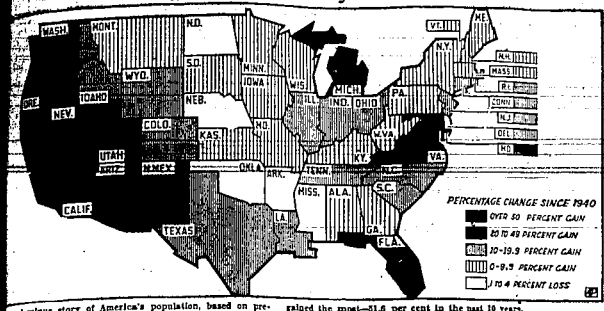 WASH. MONT. N.D. MINN. VT. ME.
ORE. IDAHO WYO. S.D. WIS. MICH. N.Y. N.H.
NEV. NEB. IOWA ILL. IND. OHIO PA. MASS.
UTAH COLO. KAS. MO. KY. W.VA. VA. R.I.
CALIF. ARIZ. N.MEX. OKLA. ARK. TENN. N.C. CONN.
TEXAS LA. MISS. ALA. GA. S.C. FLA. N.J.
DEL.
MD.
PERCENTAGE CHANGE SINCE 1940
OVER 50 PERCENT GAIN
20 TO 49 PERCENT GAIN
10-19.9 PERCENT GAIN
0-9.9 PERCENT GAIN
1 TO 4 PERCENT LOSS
AP
story of America's population, based on pre-
gained the most—51.6 per cent in the past 10 years.